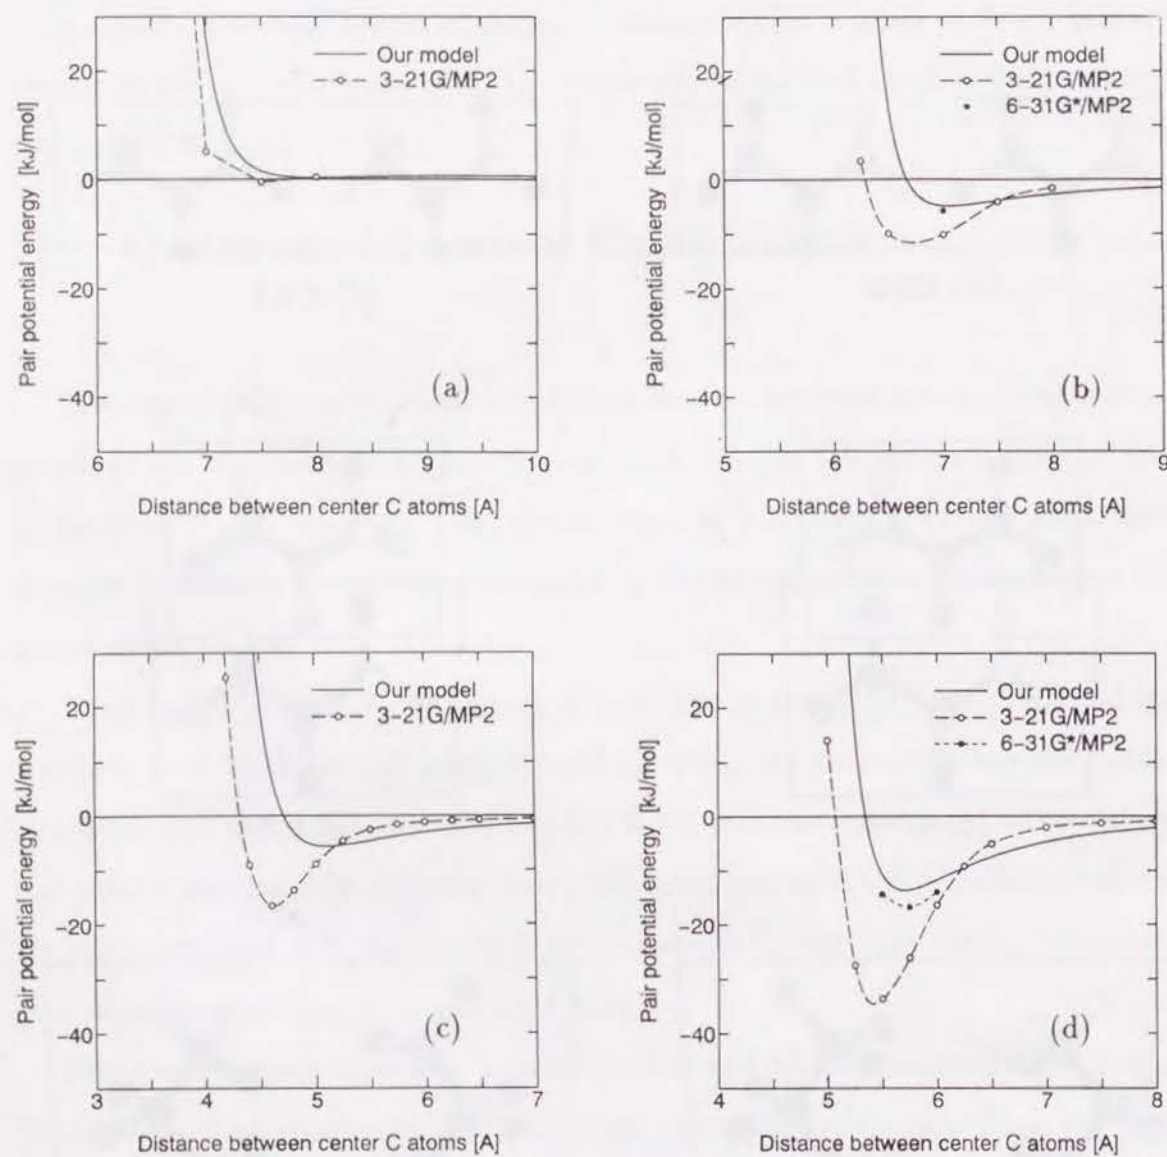 Our model
3-21G/MP2
20
0
-20
-40
Pair potential energy [kJ/mol]
(a)
6 7 8 9 10
Distance between center C atoms [A]
Our model
3-21G/MP2
6-31G*/MP2
20
0
-20
-40
Pair potential energy [kJ/mol]
(b)
5 6 7 8 9
Distance between center C atoms [A]
Our model
3-21G/MP2
20
0
-20
-40
Pair potential energy [kJ/mol]
(c)
3 4 5 6 7
Distance between center C atoms [A]
Our model
3-21G/MP2
6-31G*/MP2
20
0
-20
-40
Pair potential energy [kJ/mol]
(d)
4 5 6 7 8
Distance between center C atoms [A]